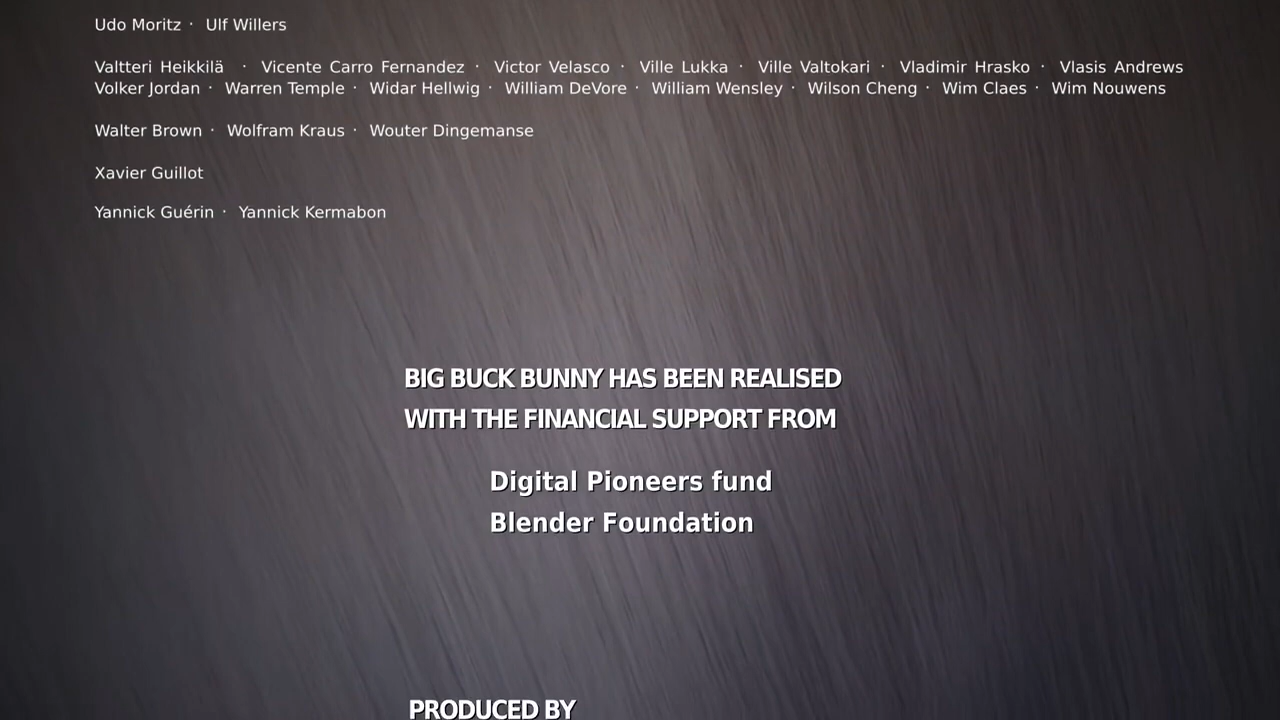 Udo Moritz · Ulf Willers
Valtteri Heikkilä · Vicente Carro Fernandez · Victor Velasco · Ville Lukka · Ville Valtokari · Vladimir Hrasko · Vlasis Andrews
Volker Jordan · Warren Temple · Widar Hellwig · William DeVore · William Wensley · Wilson Cheng · Wim Claes · Wim Nouwens
Walter Brown · Wolfram Kraus · Wouter Dingemanse
Xavier Guillot
Yannick Guérin · Yannick Kermabon
BIG BUCK BUNNY HAS BEEN REALISED
WITH THE FINANCIAL SUPPORT FROM
Digital Pioneers fund
Blender Foundation
PRODUCED BY